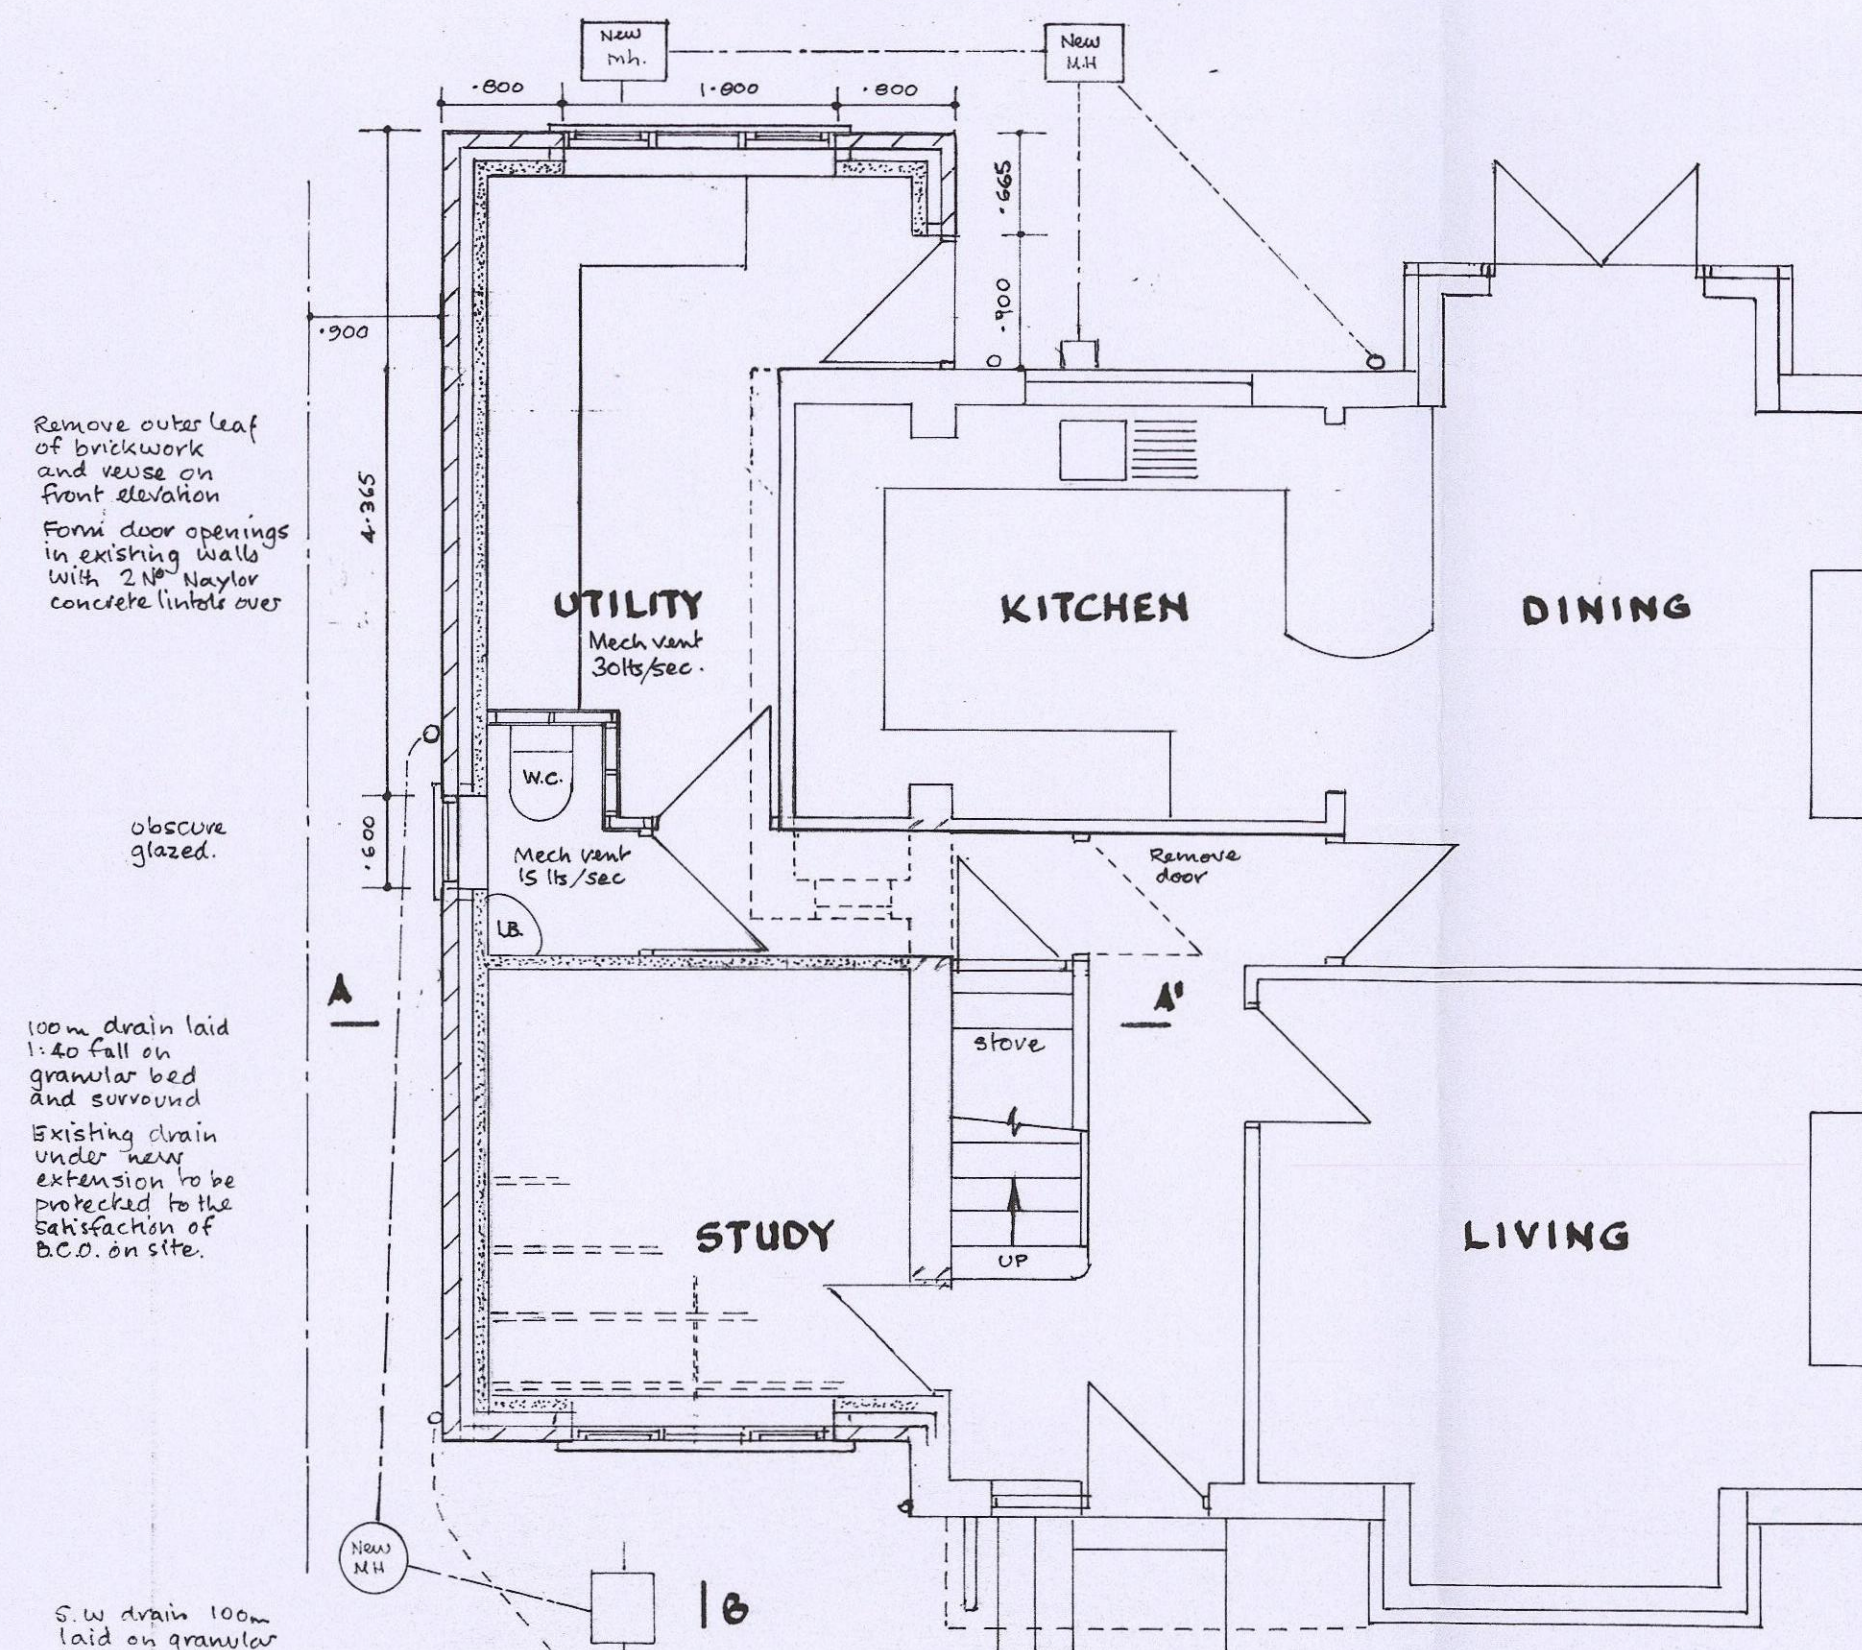 New
mh.
New
M.H
.800
1.800
.800
.665
.900
.900
4.365
.600
Remove outer leaf
of brickwork
and reuse on
front elevation
Form door openings
in existing walls
with 2 No Naylor
concrete lintols over
UTILITY
Mech vent
30lts/sec.
KITCHEN
DINING
W.C.
obscure
glazed.
Mech vent
15 lts/sec
Remove
door
A
A'
store
100m drain laid
1:40 fall on
granular bed
and surround
Existing drain
under new
extension to be
protected to the
satisfaction of
B.C.O. on site.
STUDY
UP
LIVING
New
MH
B
S.W drain 100m
laid on granular